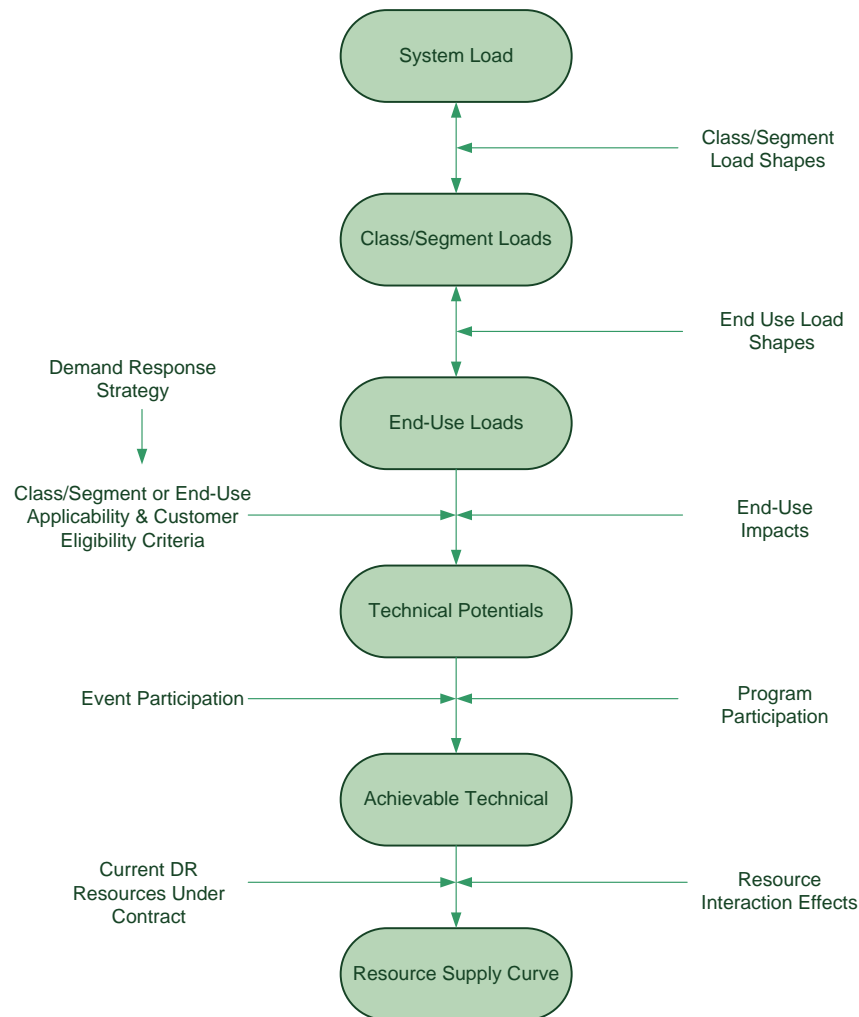 System Load
Class/Segment
Load Shapes
Class/Segment Loads
End Use Load
Shapes
Demand Response
Strategy
End-Use Loads
Class/Segment or End-Use
Applicability & Customer
Eligibility Criteria
End-Use
Impacts
Technical Potentials
Event Participation
Program
Participation
Achievable Technical
Current DR
Resources Under
Contract
Resource
Interaction Effects
Resource Supply Curve